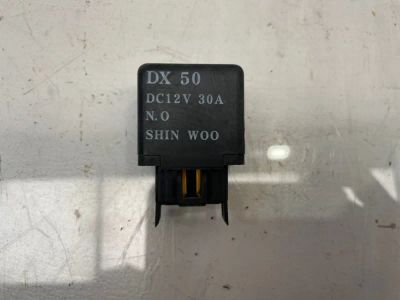 DX 50
DC12V 30A
N.O
SHIN WOO